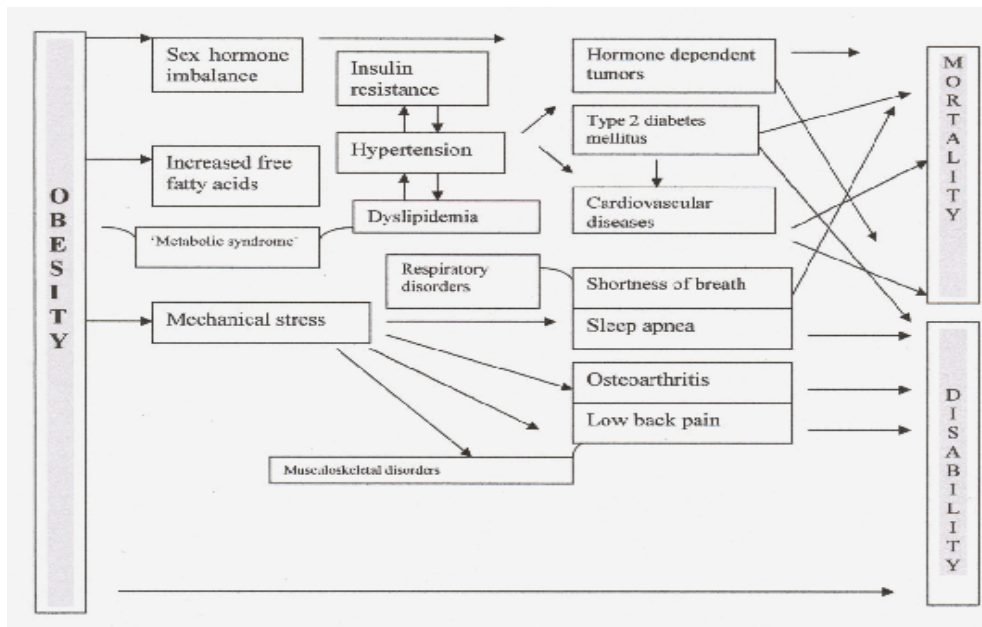 OBESITY
Sex hormone
imbalance
Insulin
resistance
Hormone dependent
tumors
MORTALITY
Type 2 diabetes
mellitus
Hypertension
Increased free
fatty acids
Cardiovascular
diseases
Dyslipidemia
'Metabolic syndrome'
Respiratory
disorders
Shortness of breath
Mechanical stress
Sleep apnea
Osteoarthritis
Low back pain
DISABILITY
Musculoskeletal disorders